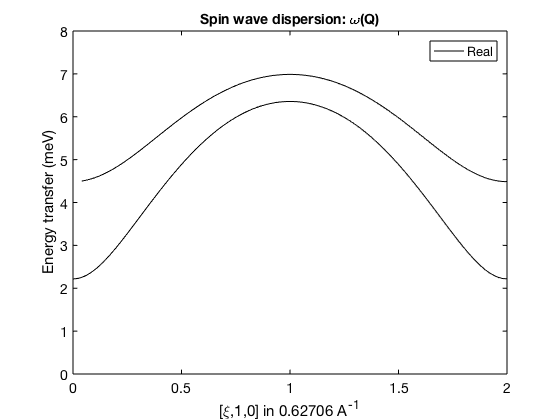 Spin wave dispersion: ω(Q)
Real
Energy transfer (meV)
8
7
6
5
4
3
2
1
0
0 0.5 1 1.5 2
[ξ,1,0] in 0.62706 A^-1